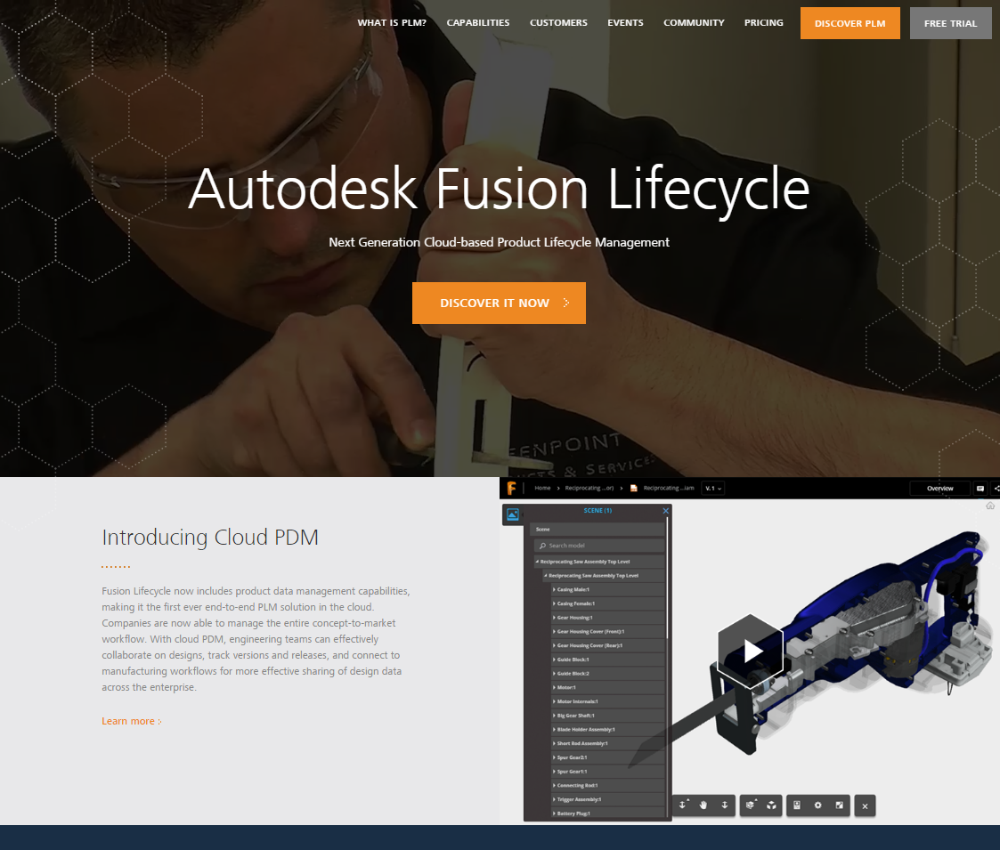 WHAT IS PLM? CAPABILITIES CUSTOMERS EVENTS COMMUNITY PRICING DISCOVER PLM FREE TRIAL
Autodesk Fusion Lifecycle
Next Generation Cloud-based Product Lifecycle Management
DISCOVER IT NOW
ENPOINT
& SERVICES
Introducing Cloud PDM
Fusion Lifecycle now includes product data management capabilities,
making it the first ever end-to-end PLM solution in the cloud.
Companies are now able to manage the entire concept-to-market
workflow. With cloud PDM, engineering teams can effectively
collaborate on designs, track versions and releases, and connect to
manufacturing workflows for more effective sharing of design data
across the enterprise.
Learn more
F Home Reciprocating ...or) Reciprocating ...iam V. 1 Overview
SCENE (1)
Scene
Search model
Reciprocating Saw Assembly Top Level
Reciprocating Saw Assembly Top Level
Casing Male:1
Casing Female:1
Gear Housing:1
Gear Housing Cover (Front):1
Gear Housing Cover (Rear):1
Guide Block:1
Guide Block:2
Motor:1
Motor Internals:1
Big Gear Shaft:1
Blade Holder Assembly:1
Short Rod Assembly:1
Spur Gear2:1
Spur Gear1:1
Connecting Rod:1
Trigger Assembly:1
Battery Plug:1